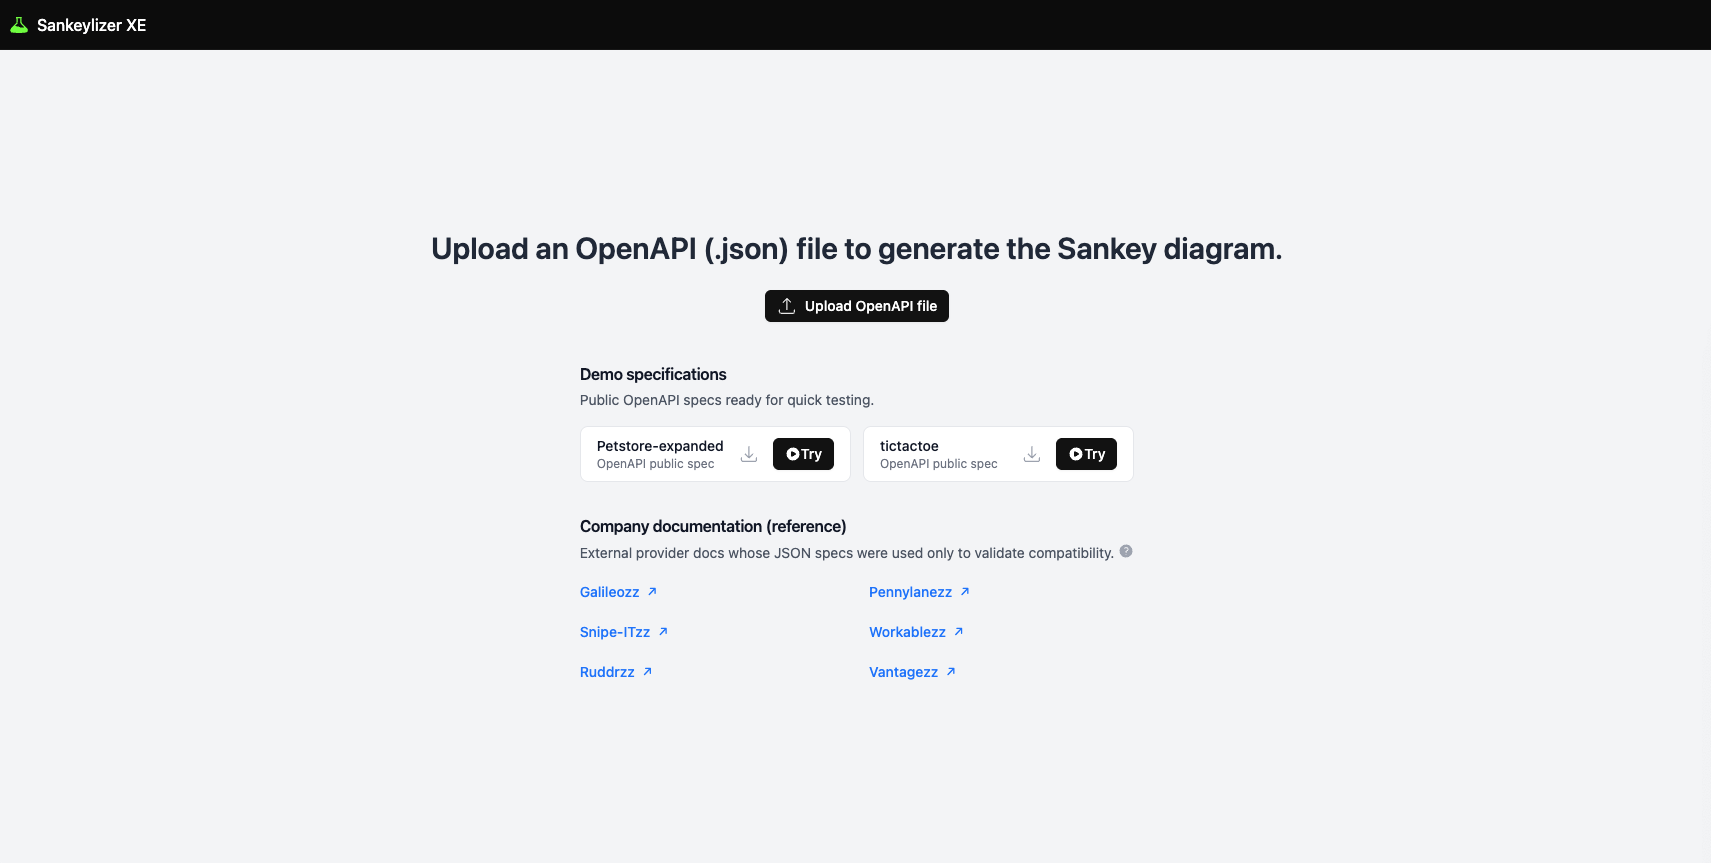 Sankeylizer XE
Upload an OpenAPI (.json) file to generate the Sankey diagram.
Upload OpenAPI file
Demo specifications
Public OpenAPI specs ready for quick testing.
Petstore-expanded
OpenAPI public spec
Try
tictactoe
OpenAPI public spec
Try
Company documentation (reference)
External provider docs whose JSON specs were used only to validate compatibility. ?
Galileozz
Pennylanezz
Snipe-ITzz
Workablezz
Ruddrzz
Vantagezz